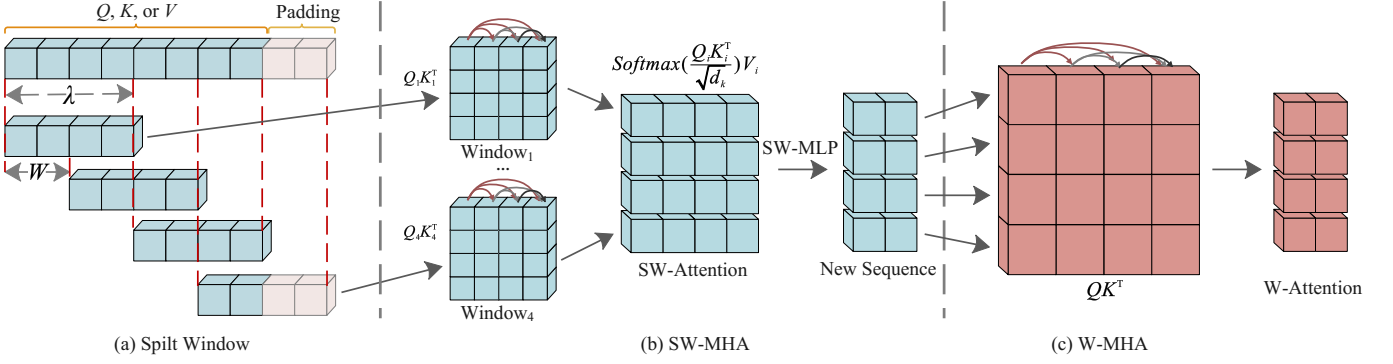 Q, K, or V
Padding
λ
W
Q₁K₁ᵀ
Window₁
...
Q₄K₄ᵀ
Window₄
Softmax(QᵢKᵢᵀ/√dₖ)Vᵢ
SW-Attention
SW-MLP
New Sequence
QKᵀ
W-Attention
(a) Spilt Window
(b) SW-MHA
(c) W-MHA